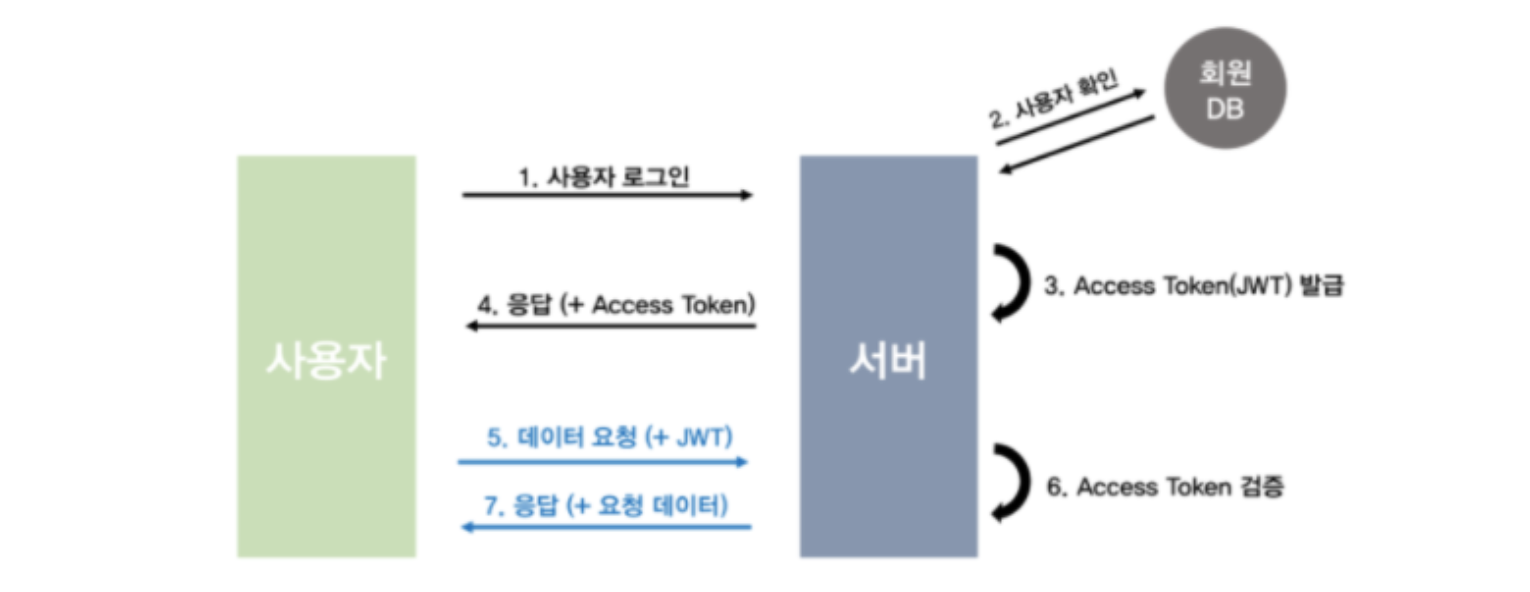 회원
DB
2. 사용자 확인
1. 사용자 로그인
3. Access Token(JWT) 발급
4. 응답 (+ Access Token)
사용자
서버
5. 데이터 요청 (+ JWT)
6. Access Token 검증
7. 응답 (+ 요청 데이터)